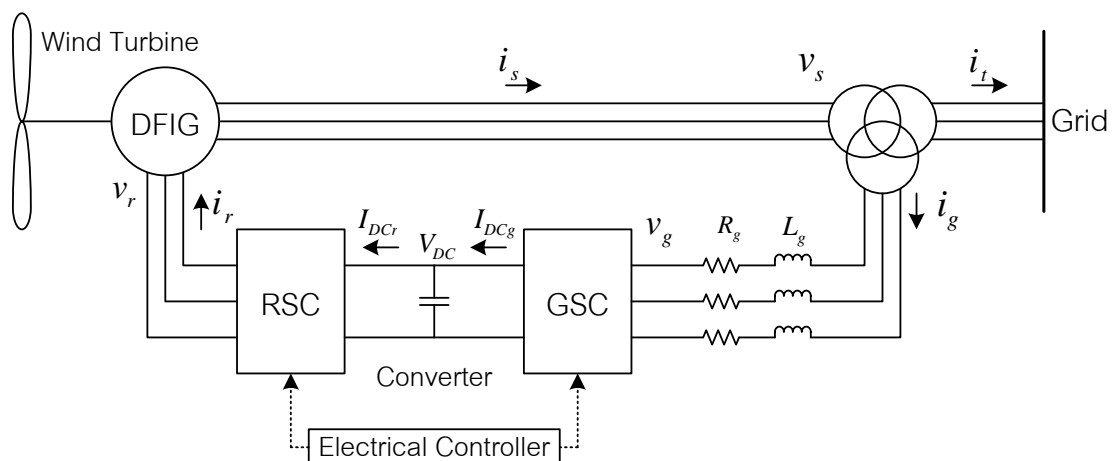 Wind Turbine
i_s
v_s
i_t
DFIG
Grid
v_r
i_r
I_DCr
V_DC
I_DCg
v_g
R_g
L_g
i_g
RSC
GSC
Converter
Electrical Controller